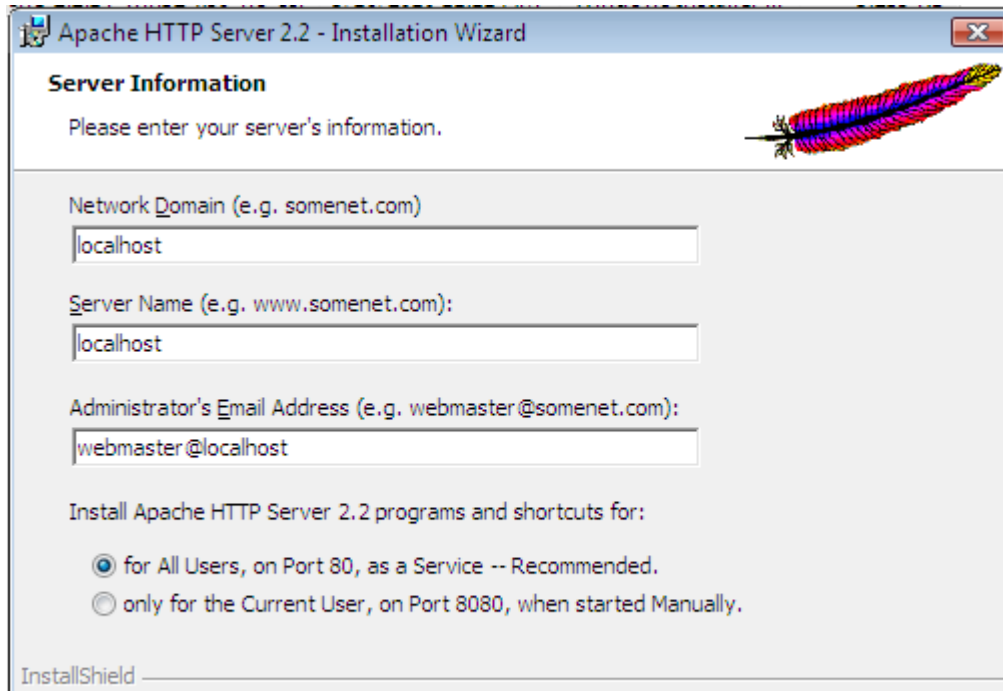 Apache HTTP Server 2.2 - Installation Wizard
Server Information
Please enter your server's information.
Network Domain (e.g. somenet.com)
localhost
Server Name (e.g. www.somenet.com):
localhost
Administrator's Email Address (e.g. webmaster@somenet.com):
webmaster@localhost
Install Apache HTTP Server 2.2 programs and shortcuts for:
for All Users, on Port 80, as a Service -- Recommended.
only for the Current User, on Port 8080, when started Manually.
InstallShield